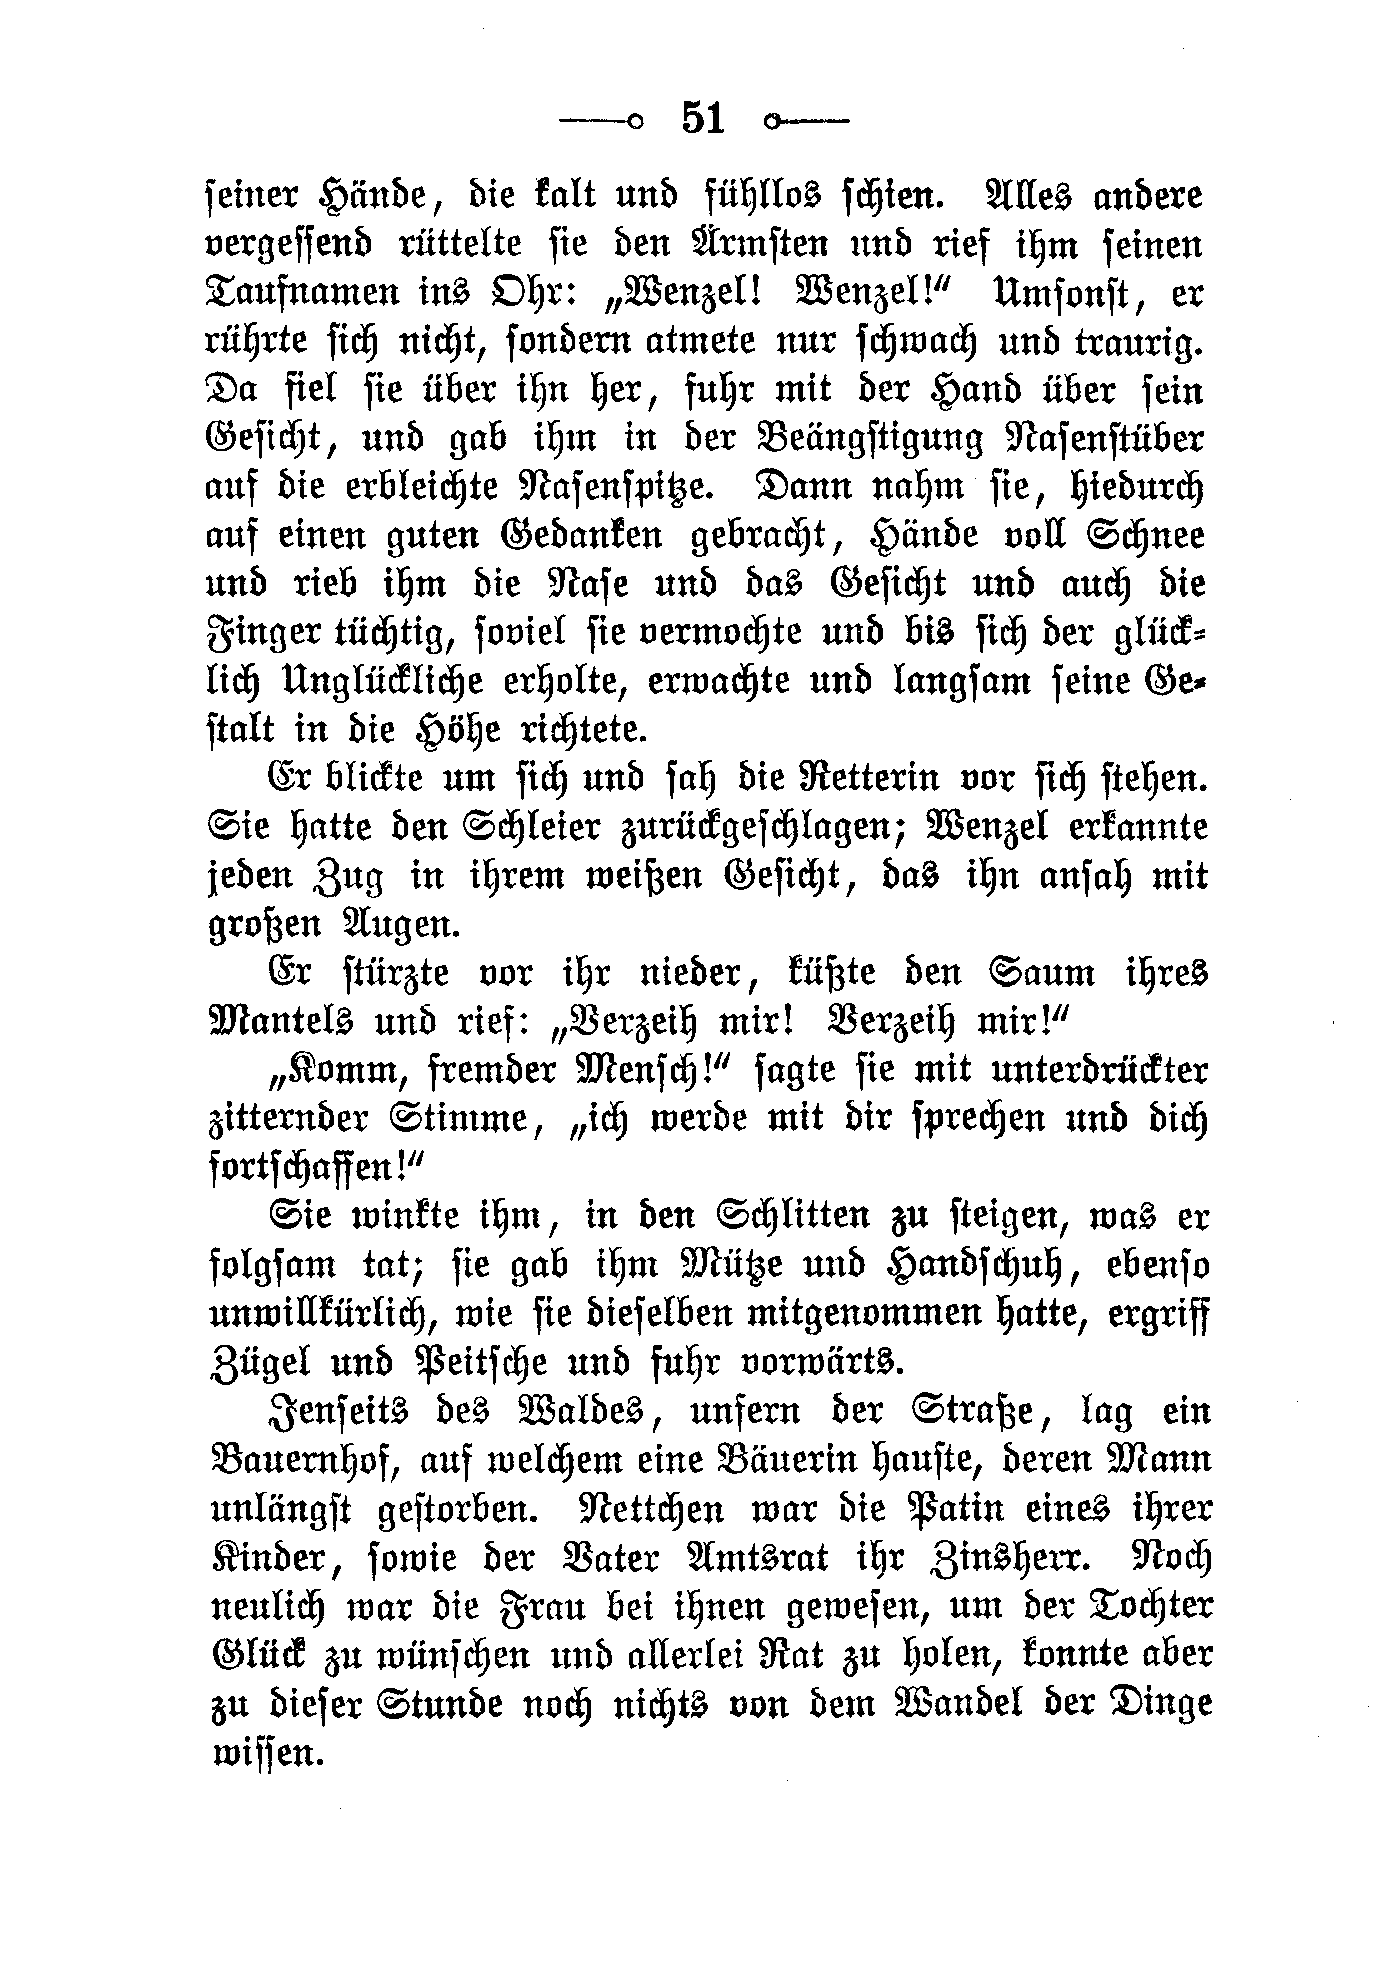 51
seiner Hände, die kalt und fühllos schien. Alles andere
vergessend rüttelte sie den Ärmsten und rief ihm seinen
Taufnamen ins Ohr: „Wenzel! Wenzel!“ Umsonst, er
rührte sich nicht, sondern atmete nur schwach und traurig.
Da fiel sie über ihn her, fuhr mit der Hand über sein
Gesicht, und gab ihm in der Beängstigung Nasenstüber
auf die erbleichte Nasenspitze. Dann nahm sie, hiedurch
auf einen guten Gedanken gebracht, Hände voll Schnee
und rieb ihm die Nase und das Gesicht und auch die
Finger tüchtig, soviel sie vermochte und bis sich der glück-
lich Unglückliche erholte, erwachte und langsam seine Ge-
stalt in die Höhe richtete.
Er blickte um sich und sah die Retterin vor sich stehen.
Sie hatte den Schleier zurückgeschlagen; Wenzel erkannte
jeden Zug in ihrem weißen Gesicht, das ihn ansah mit
großen Augen.
Er stürzte vor ihr nieder, küßte den Saum ihres
Mantels und rief: „Verzeih mir! Verzeih mir!“
„Komm, fremder Mensch!“ sagte sie mit unterdrückter
zitternder Stimme, „ich werde mit dir sprechen und dich
fortschaffen!“
Sie winkte ihm, in den Schlitten zu steigen, was er
folgsam tat; sie gab ihm Mütze und Handschuh, ebenso
unwillkürlich, wie sie dieselben mitgenommen hatte, ergriff
Zügel und Peitsche und fuhr vorwärts.
Jenseits des Waldes, unfern der Straße, lag ein
Bauernhof, auf welchem eine Bäuerin hauste, deren Mann
unlängst gestorben. Nettchen war die Patin eines ihrer
Kinder, sowie der Vater Amtsrat ihr Zinsherr. Noch
neulich war die Frau bei ihnen gewesen, um der Tochter
Glück zu wünschen und allerlei Rat zu holen, konnte aber
zu dieser Stunde noch nichts von dem Wandel der Dinge
wissen.